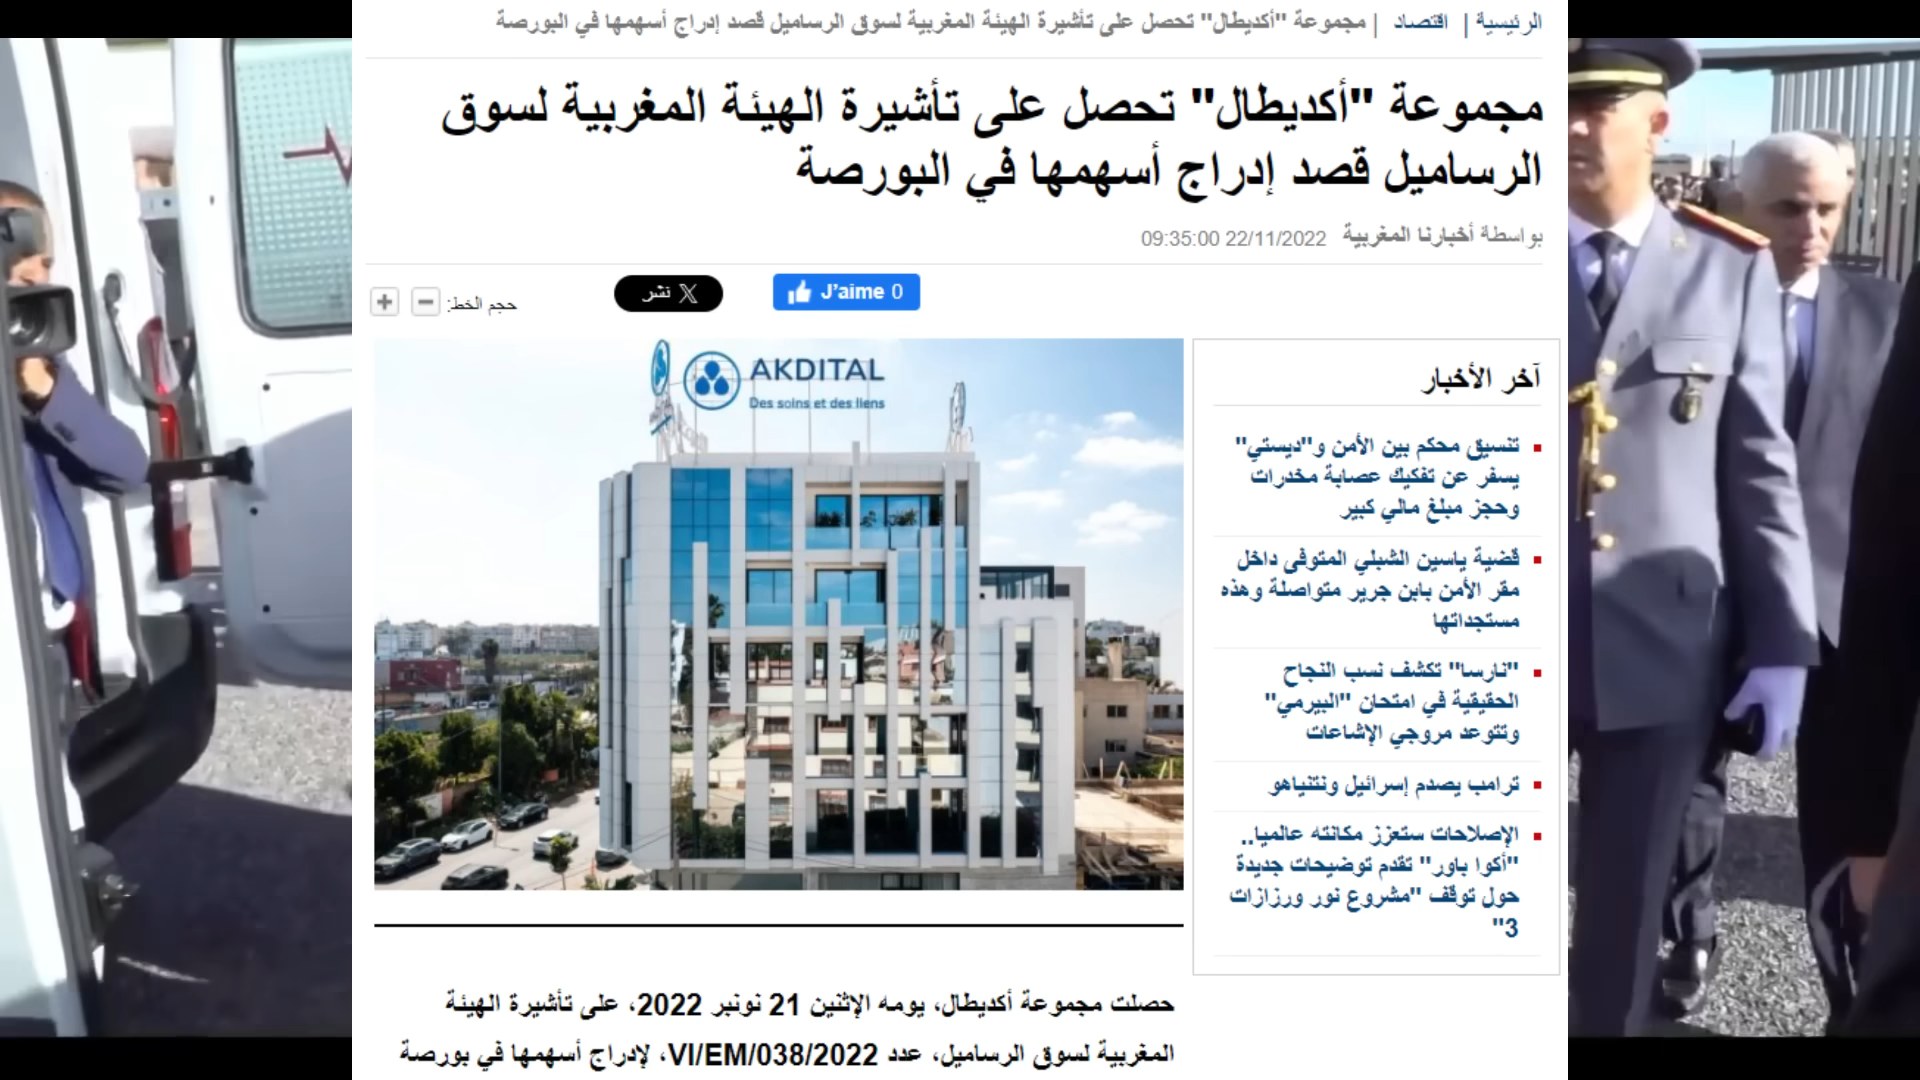 الرئيسية | اقتصاد | مجموعة "أكديطال" تحصل على تأشيرة الهيئة المغربية لسوق الرساميل قصد إدراج أسهمها في البورصة
مجموعة "أكديطال" تحصل على تأشيرة الهيئة المغربية لسوق
الرساميل قصد إدراج أسهمها في البورصة
بواسطة أخبارنا المغربية 22/11/2022 09:35:00
J'aime 0
نشر
حجم الخط:
AKDITAL
Des soins et des liens
آخر الأخبار
تنسيق محكم بين الأمن و"ديستي"
يسفر عن تفكيك عصابة مخدرات
وحجز مبلغ مالي كبير
قضية ياسين الشبلي المتوفى داخل
مقر الأمن بابن جرير متواصلة وهذه
مستجداتها
"نارسا" تكشف نسب النجاح
الحقيقية في امتحان "البيرمي"
وتتوعد مروجي الإشاعات
ترامب يصدم إسرائيل ونتنياهو
الإصلاحات ستعزز مكانته عالميا..
"أكوا باور" تقدم توضيحات جديدة
حول توقف "مشروع نور ورزازات
3"
حصلت مجموعة أكديطال، يومه الإثنين 21 نونبر 2022، على تأشيرة الهيئة
المغربية لسوق الرساميل، عدد VI/EM/038/2022، لإدراج أسهمها في بورصة